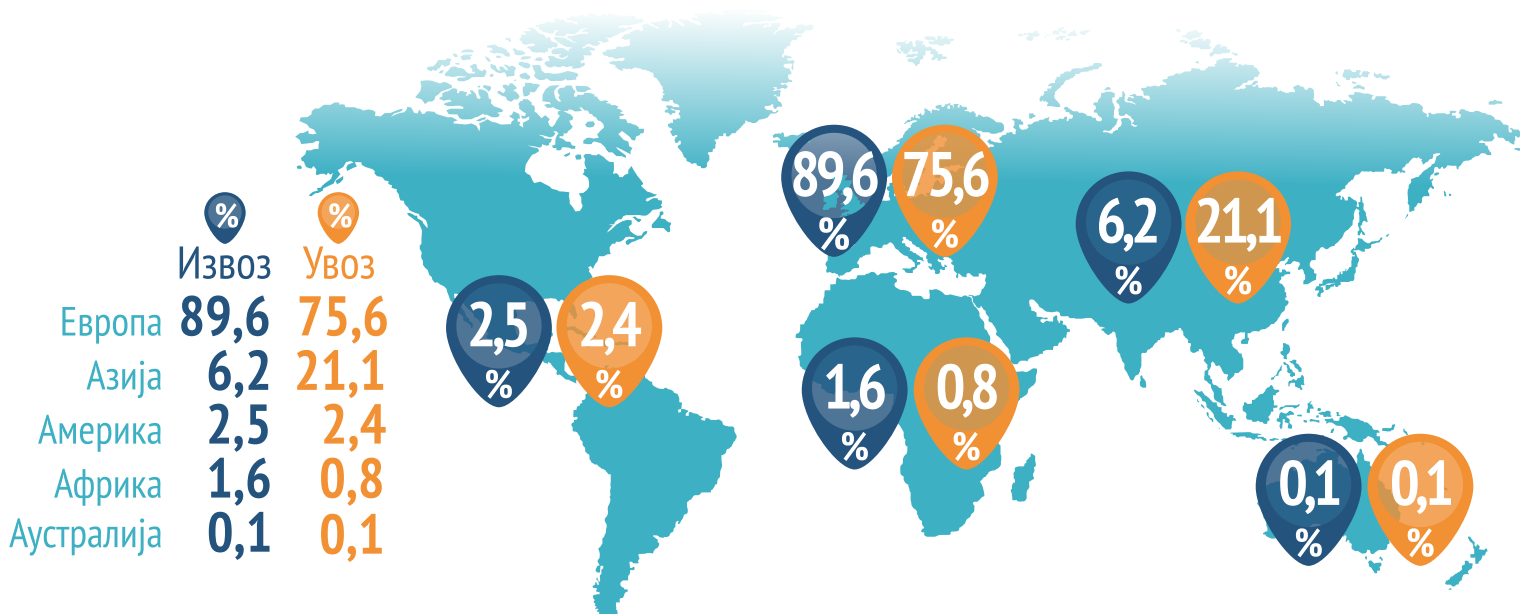 % %
Извоз Увоз
Европа 89,6 75,6
Азија 6,2 21,1
Америка 2,5 2,4
Африка 1,6 0,8
Аустралија 0,1 0,1
89,6 % 75,6 %
6,2 % 21,1 %
2,5 % 2,4 %
1,6 % 0,8 %
0,1 % 0,1 %